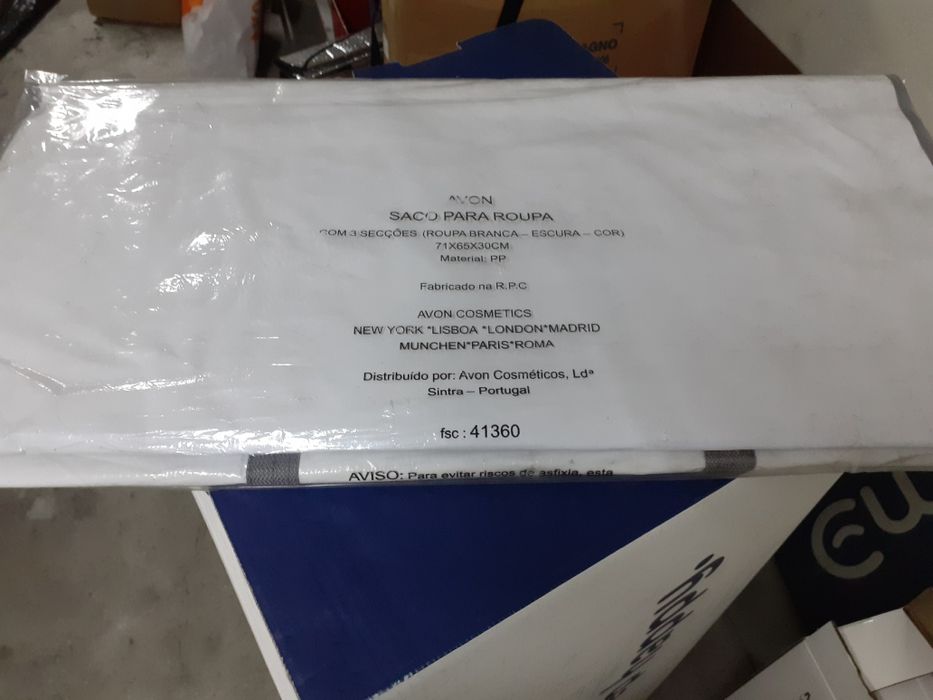 AVON
SACO PARA ROUPA
COM 3 SECÇÕES (ROUPA BRANCA – ESCURA – COR)
71X65X30CM
Material: PP
Fabricado na R.P.C
AVON COSMETICS
NEW YORK *LISBOA *LONDON*MADRID
MUNCHEN*PARIS*ROMA
Distribuído por: Avon Cosméticos, Ldª
Sintra – Portugal
fsc : 41360
AVISO: Para evitar riscos de asfixia, esta